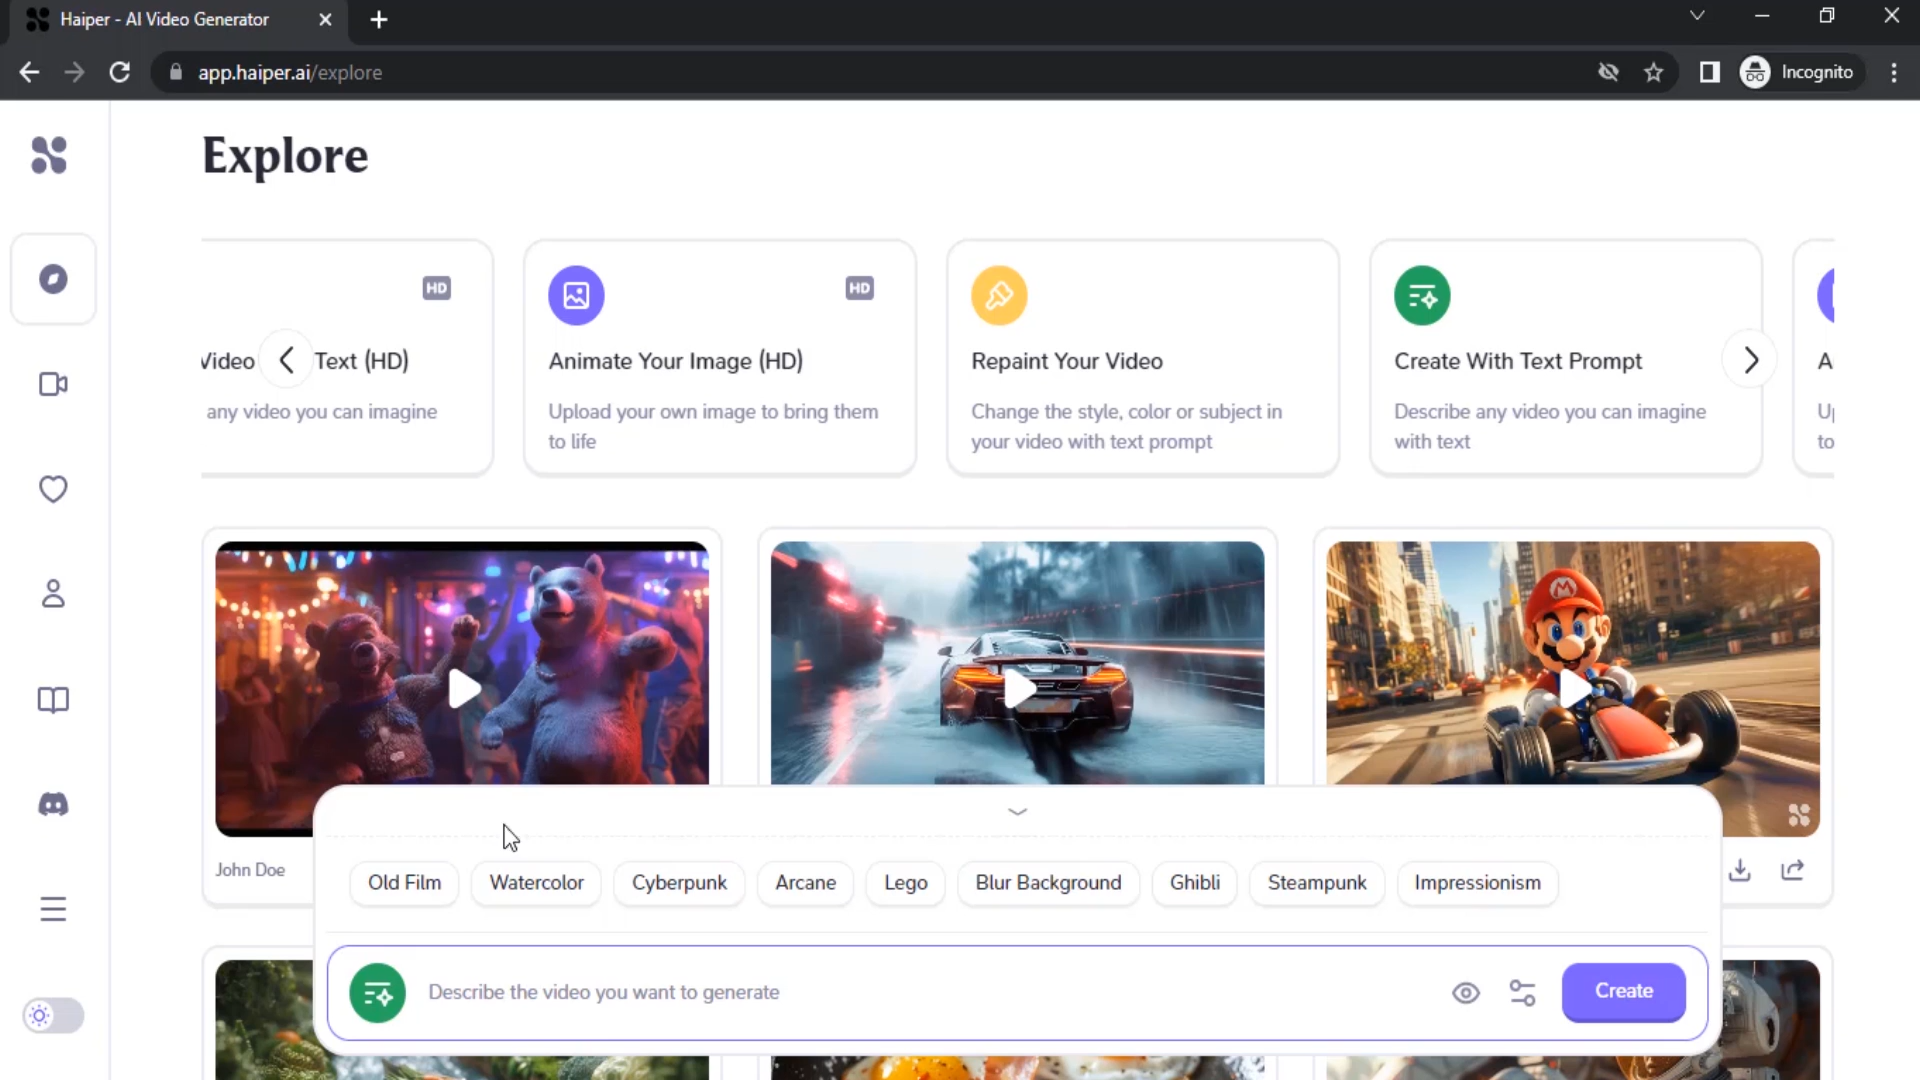 Haiper - AI Video Generator
app.haiper.ai/explore
Incognito
Explore
HD
Video Text (HD)
any video you can imagine
HD
Animate Your Image (HD)
Upload your own image to bring them
to life
Repaint Your Video
Change the style, color or subject in
your video with text prompt
Create With Text Prompt
Describe any video you can imagine
with text
A
to
M
John Doe
Old Film
Watercolor
Cyberpunk
Arcane
Lego
Blur Background
Ghibli
Steampunk
Impressionism
Describe the video you want to generate
Create